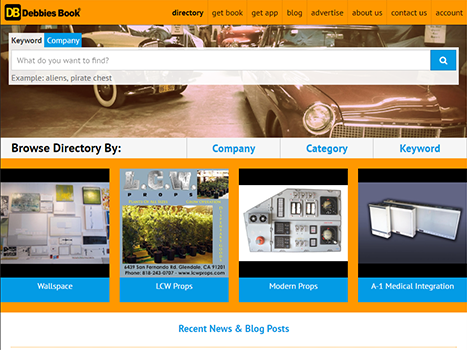 DB Debbies Book
directory get book get app blog advertise about us contact us account
Keyword Company
What do you want to find?
Example: aliens, pirate chest
Browse Directory By: Company Category Keyword
L.C.W.
PROPS
6439 San Fernando Rd. Glendale, CA 91201
Phone: 818-243-0707 - www.lcwprops.com
Wallspace LCW Props Modern Props A-1 Medical Integration
Recent News & Blog Posts